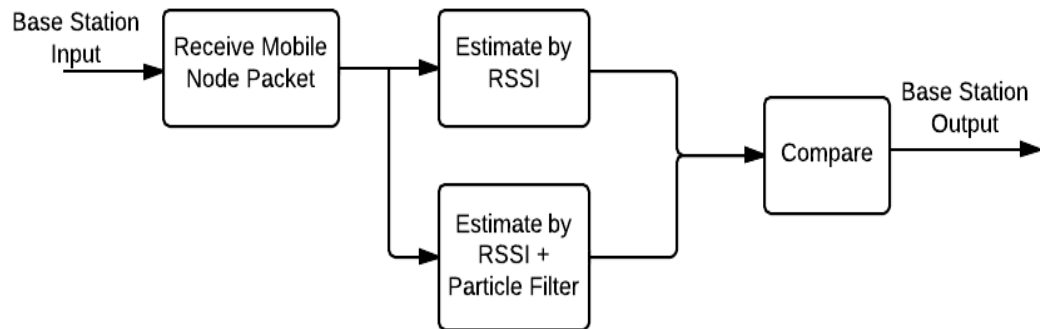 Base Station
Input
Receive Mobile
Node Packet
Estimate by
RSSI
Estimate by
RSSI +
Particle Filter
Compare
Base Station
Output